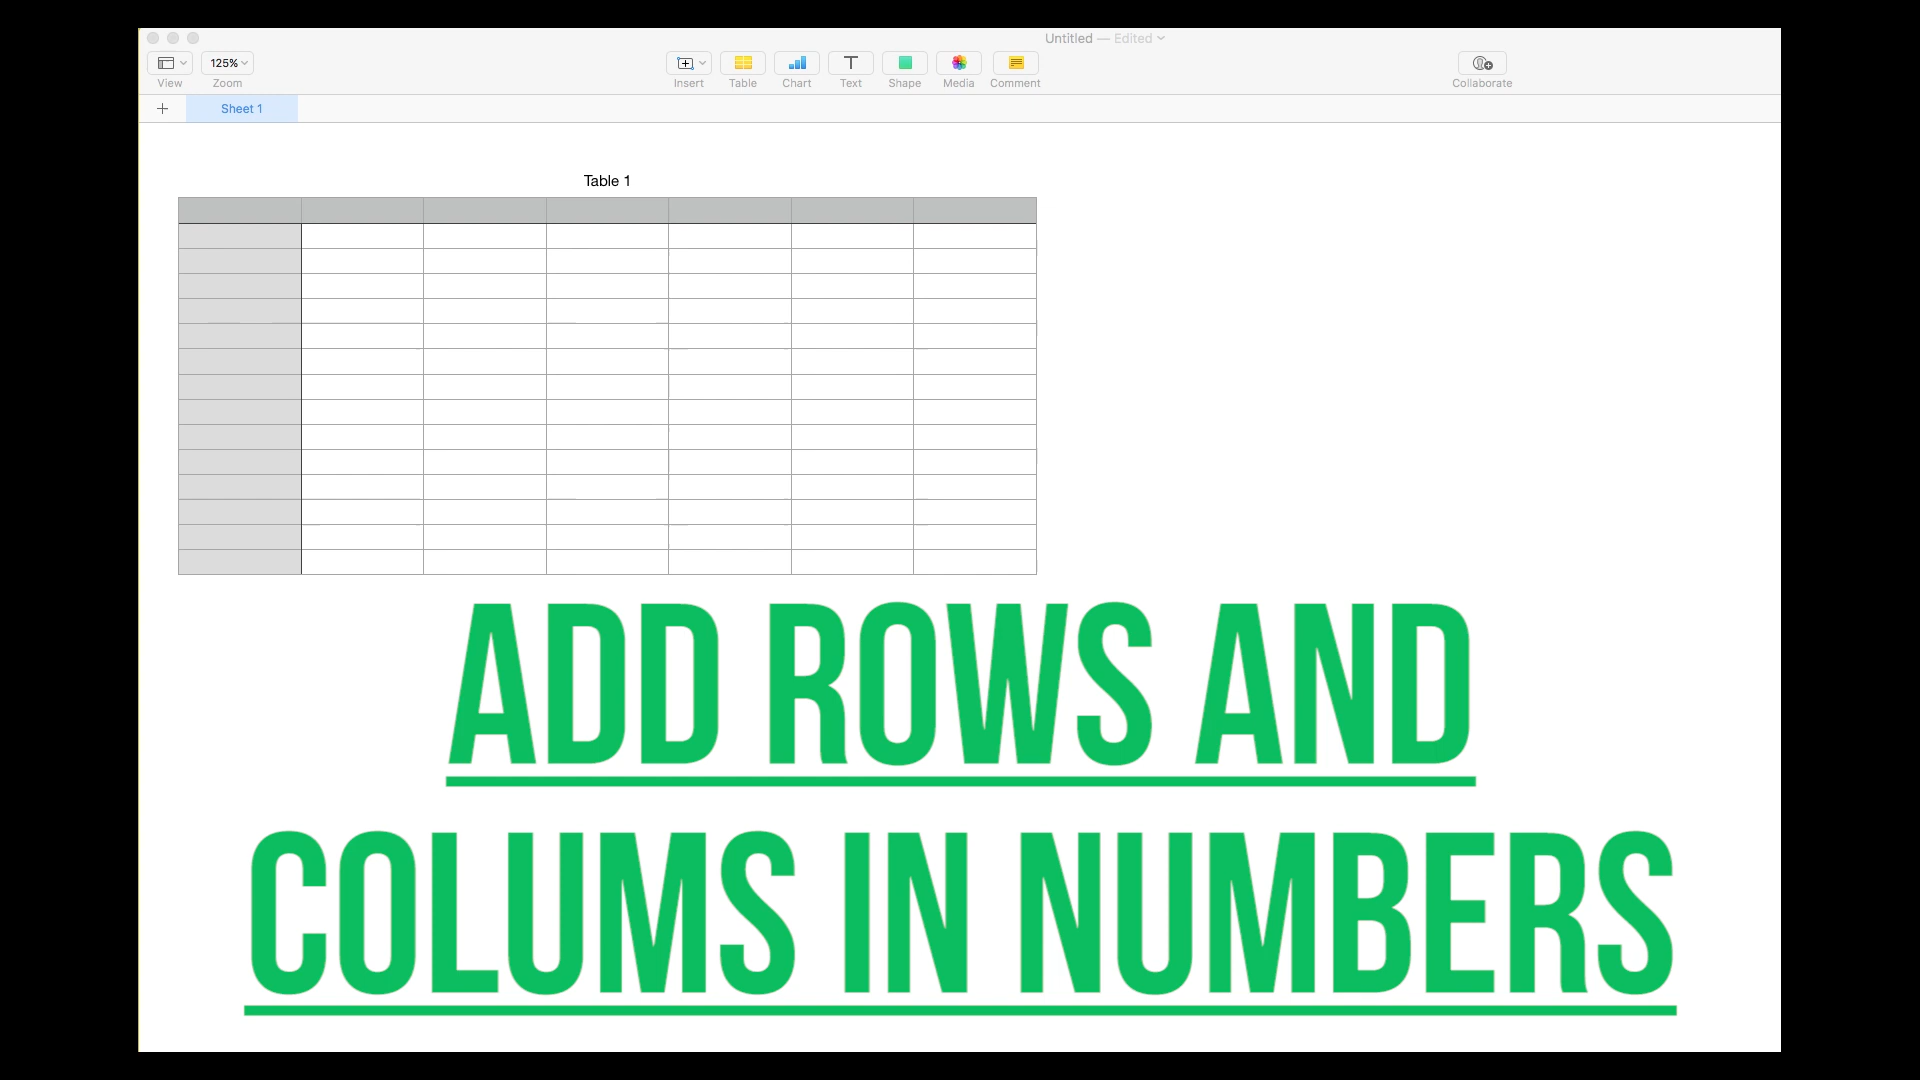 Untitled — Edited
125%
View Zoom Insert Table Chart Text Shape Media Comment Collaborate
+ Sheet 1
Table 1
ADD ROWS AND
COLUMS IN NUMBERS